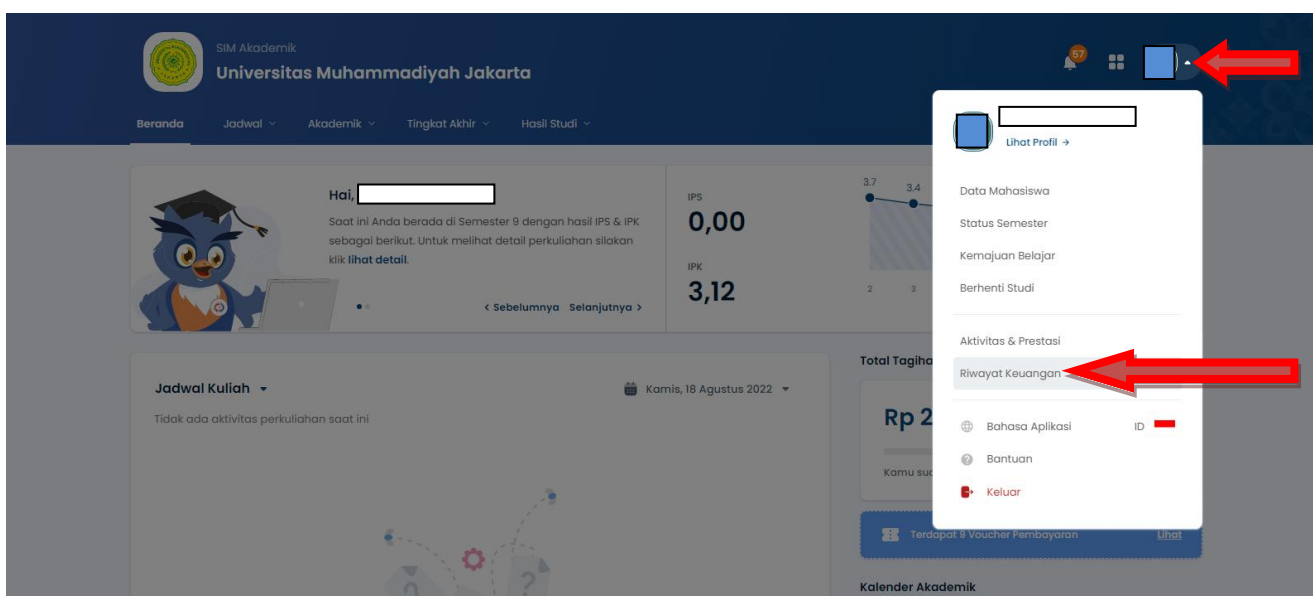 SIM Akademik
Universitas Muhammadiyah Jakarta
57
Beranda
Jadwal
Akademik
Tingkat Akhir
Hasil Studi
Lihat Profil →
Data Mahasiswa
Status Semester
Kemajuan Belajar
Berhenti Studi
Aktivitas & Prestasi
Riwayat Keuangan
Bahasa Aplikasi ID
Bantuan
Keluar
Hai,
Saat ini Anda berada di Semester 9 dengan hasil IPS & IPK
sebagai berikut. Untuk melihat detail perkuliahan silakan
klik lihat detail.
< Sebelumnya Selanjutnya >
IPS
0,00
IPK
3,12
3.7 3.4
2 3
Jadwal Kuliah
Kamis, 18 Agustus 2022
Tidak ada aktivitas perkuliahan saat ini
Total Tagiha
Rp 2
Kamu sud
Terdapat 9 Voucher Pembayaran Lihat
Kalender Akademik